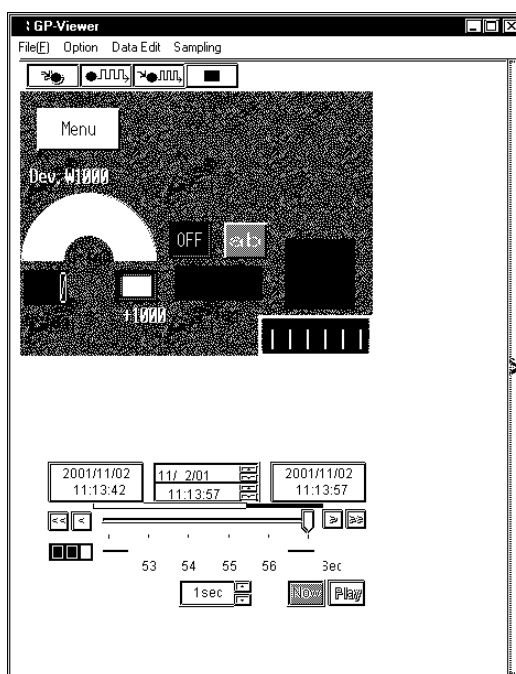 GP-Viewer
File(F) Option Data Edit Sampling
Menu
Dev,W1000
OFF ab
0
+1000
2001/11/02 11/ 2/01 2001/11/02
11:13:42 11:13:57 11:13:57
<< < > >>
53 54 55 56 Sec
1sec Now Play